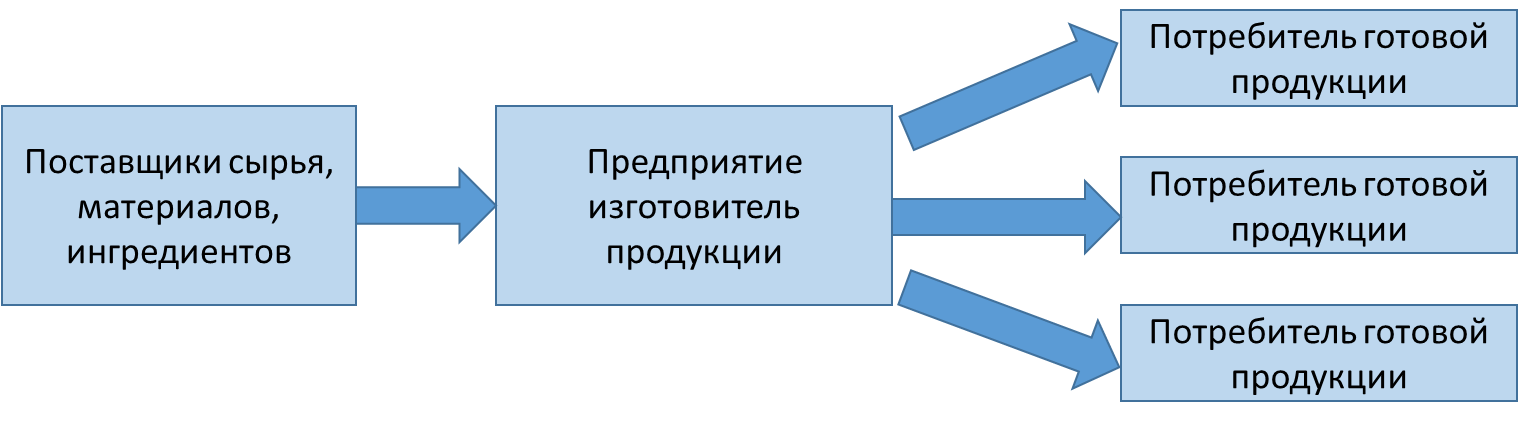 Поставщики сырья,
материалов,
ингредиентов
Предприятие
изготовитель
продукции
Потребитель готовой
продукции
Потребитель готовой
продукции
Потребитель готовой
продукции